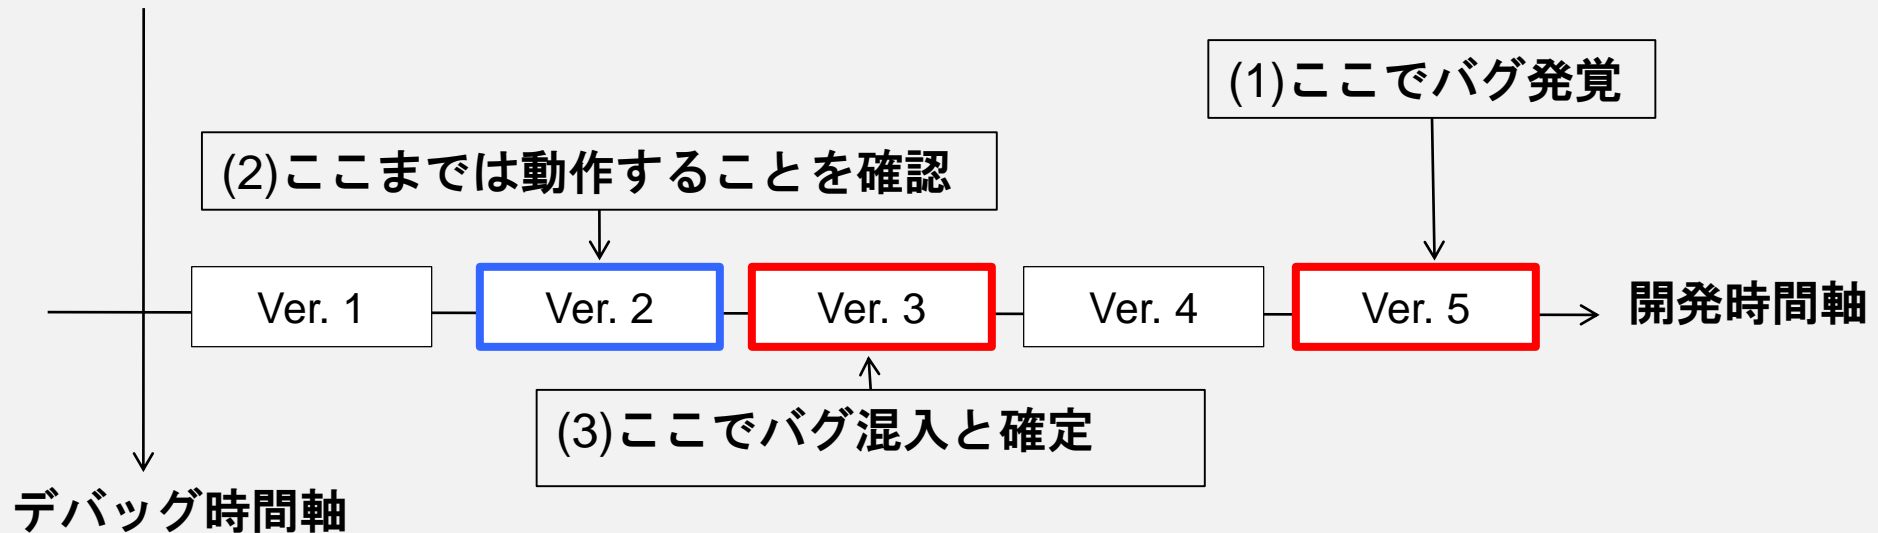 (1)ここでバグ発覚
(2)ここまでは動作することを確認
Ver. 1
Ver. 2
Ver. 3
Ver. 4
Ver. 5
開発時間軸
(3)ここでバグ混入と確定
デバッグ時間軸